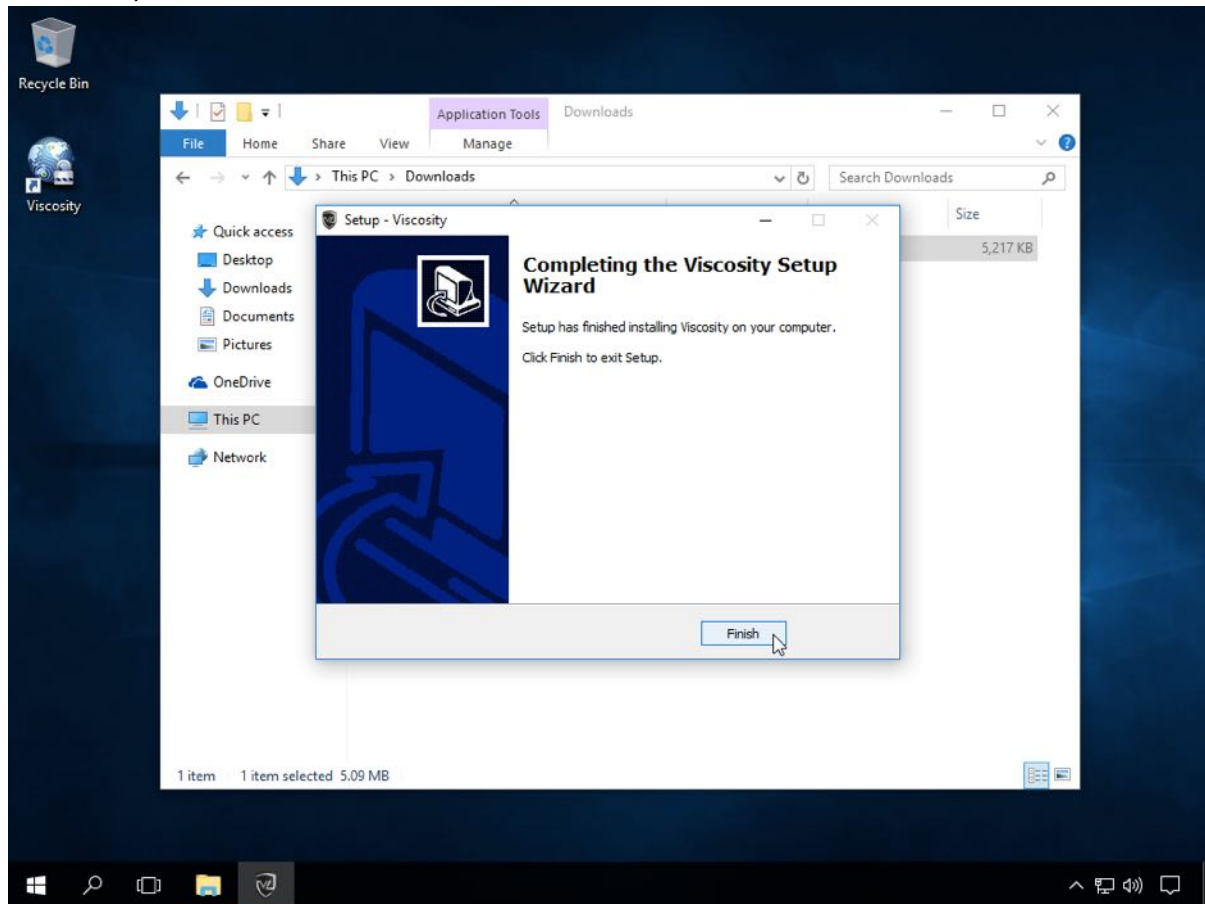 Recycle Bin
Viscosity
Application Tools
Downloads
File
Home
Share
View
Manage
This PC > Downloads
Search Downloads
Size
5,217 KB
Quick access
Desktop
Downloads
Documents
Pictures
OneDrive
This PC
Network
Setup - Viscosity
Completing the Viscosity Setup
Wizard
Setup has finished installing Viscosity on your computer.
Click Finish to exit Setup.
Finish
1 item
1 item selected 5.09 MB